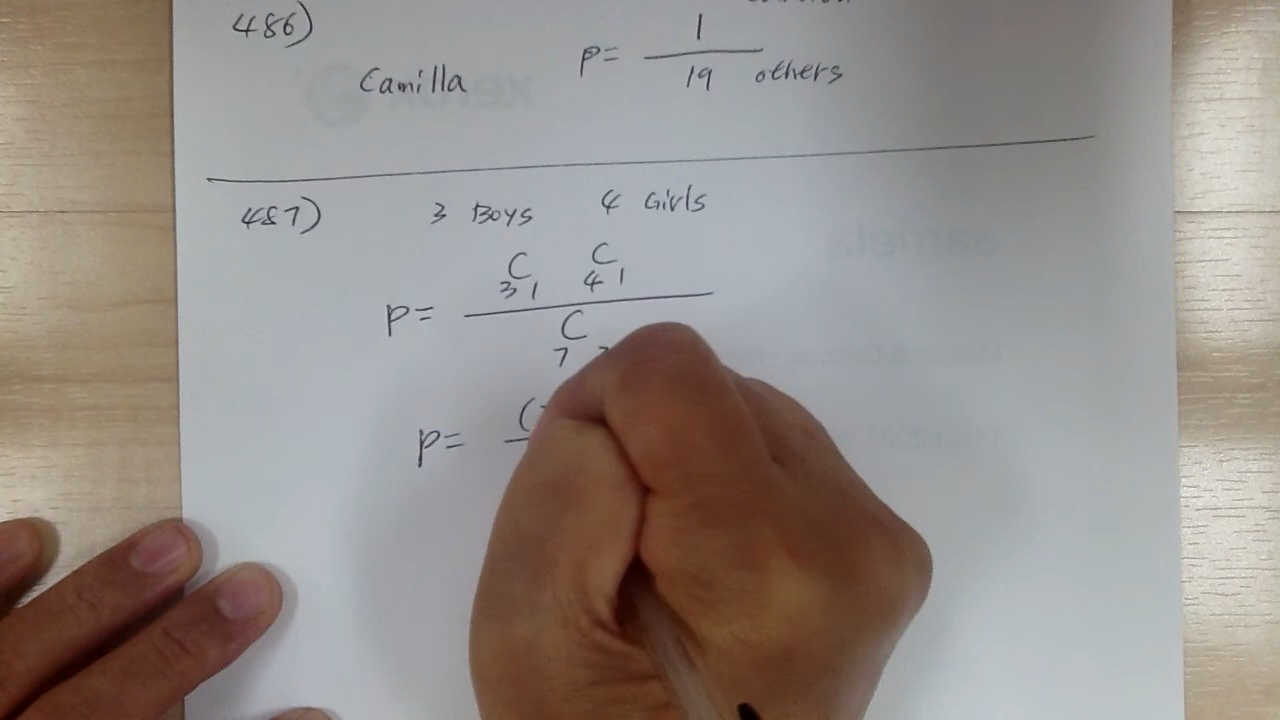 486)
Camilla P= 1
19 others
487) 3 Boys 4 Girls
C C
3 1 4 1
P=
C
7
P= (